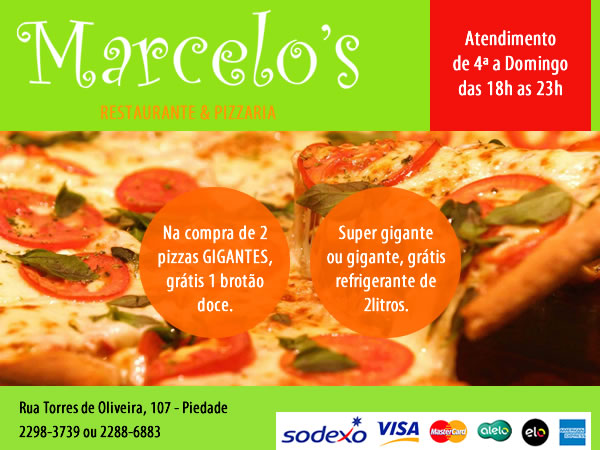 Marcelo's
RESTAURANTE & PIZZARIA
Atendimento
de 4ª a Domingo
das 18h as 23h
Na compra de 2
pizzas GIGANTES,
grátis 1 brotão
doce.
Super gigante
ou gigante, grátis
refrigerante de
2litros.
Rua Torres de Oliveira, 107 - Piedade
2298-3739 ou 2288-6883
sodexo VISA MasterCard alelo elo